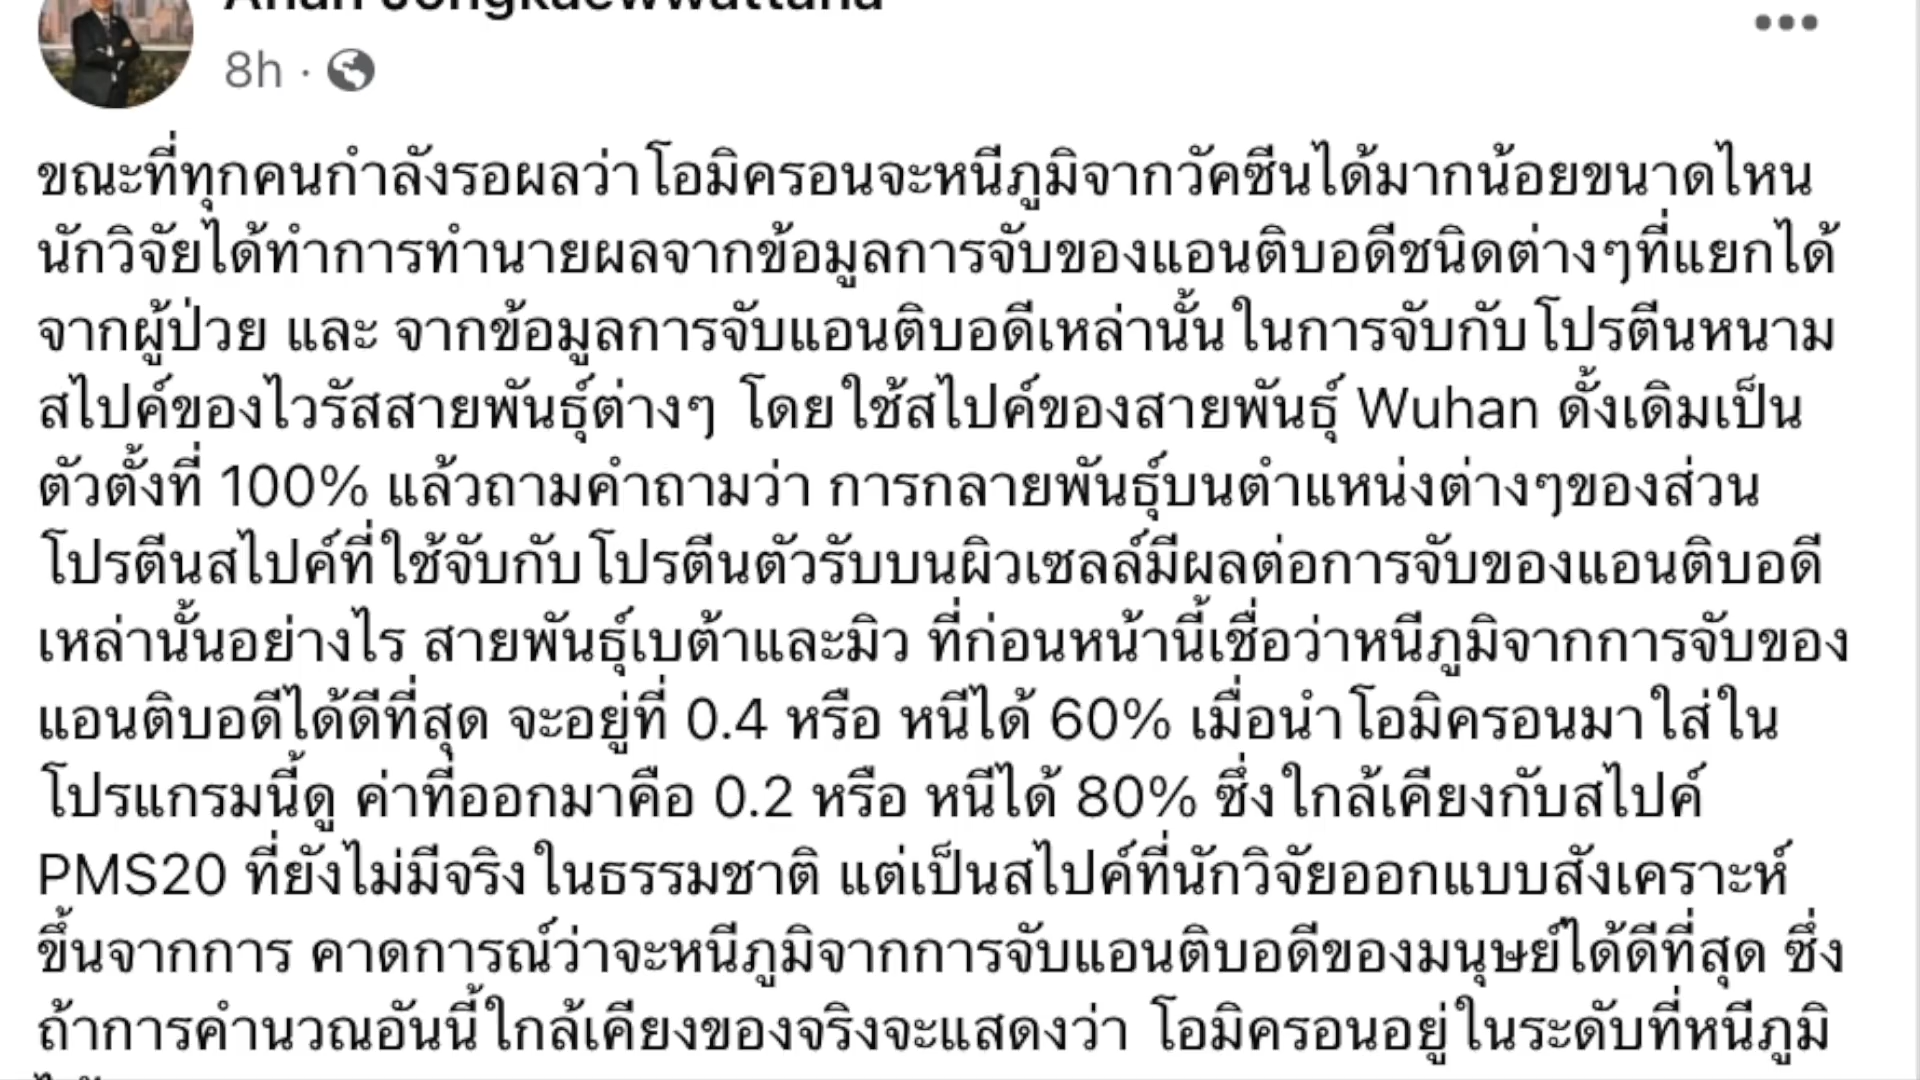 Anan Jongkaewwattana
8h ·
ขณะที่ทุกคนกำลังรอผลว่าโอมิครอนจะหนีภูมิจากวัคซีนได้มากน้อยขนาดไหน
นักวิจัยได้ทำการทำนายผลจากข้อมูลการจับของแอนติบอดีชนิดต่างๆที่แยกได้
จากผู้ป่วย และ จากข้อมูลการจับแอนติบอดีเหล่านั้นในการจับกับโปรตีนหนาม
สไปค์ของไวรัสสายพันธุ์ต่างๆ โดยใช้สไปค์ของสายพันธุ์ Wuhan ดั้งเดิมเป็น
ตัวตั้งที่ 100% แล้วถามคำถามว่า การกลายพันธุ์บนตำแหน่งต่างๆของส่วน
โปรตีนสไปค์ที่ใช้จับกับโปรตีนตัวรับบนผิวเซลล์มีผลต่อการจับของแอนติบอดี
เหล่านั้นอย่างไร สายพันธุ์เบต้าและมิว ที่ก่อนหน้านี้เชื่อว่าหนีภูมิจากการจับของ
แอนติบอดีได้ดีที่สุด จะอยู่ที่ 0.4 หรือ หนีได้ 60% เมื่อนำโอมิครอนมาใส่ใน
โปรแกรมนี้ดู ค่าที่ออกมาคือ 0.2 หรือ หนีได้ 80% ซึ่งใกล้เคียงกับสไปค์
PMS20 ที่ยังไม่มีจริงในธรรมชาติ แต่เป็นสไปค์ที่นักวิจัยออกแบบสังเคราะห์
ขึ้นจากการ คาดการณ์ว่าจะหนีภูมิจากการจับแอนติบอดีของมนุษย์ได้ดีที่สุด ซึ่ง
ถ้าการคำนวณอันนี้ใกล้เคียงของจริงจะแสดงว่า โอมิครอนอยู่ในระดับที่หนีภูมิ